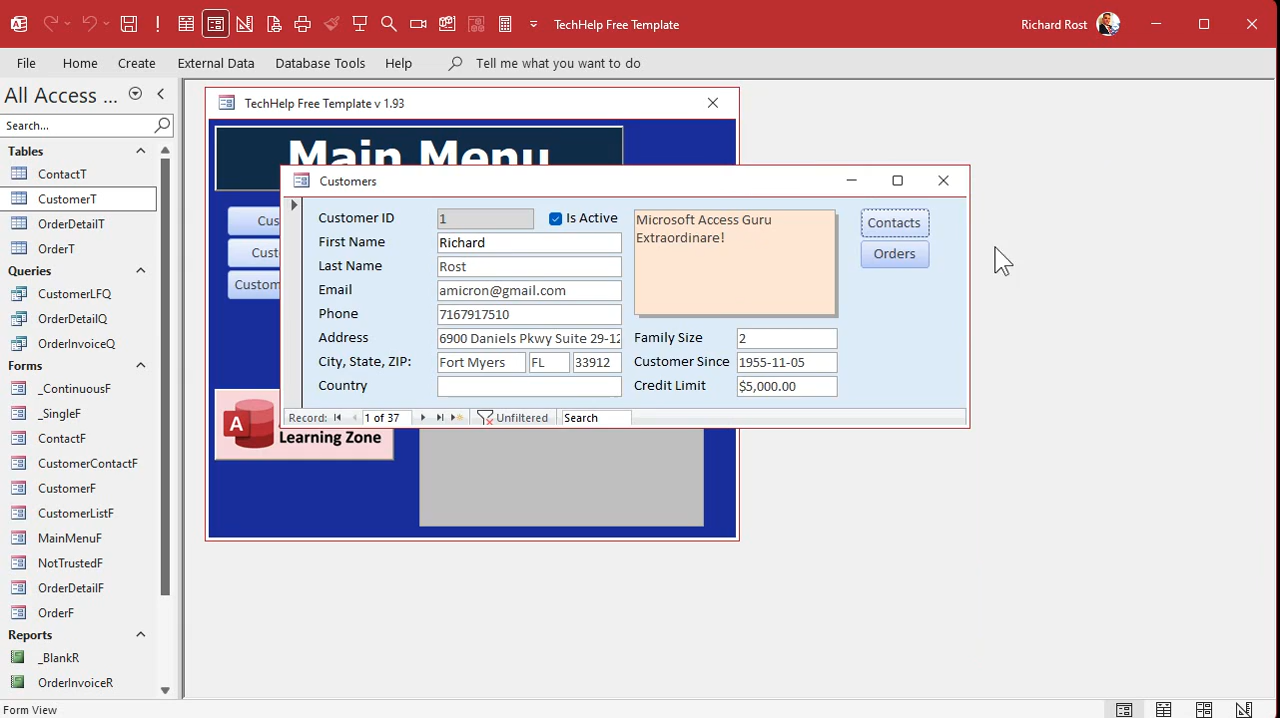 TechHelp Free Template
Richard Rost
File
Home
Create
External Data
Database Tools
Help
Tell me what you want to do
All Access ...
Search...
Tables
ContactT
CustomerT
OrderDetailT
OrderT
Queries
CustomerLFQ
OrderDetailQ
OrderInvoiceQ
Forms
_ContinuousF
_SingleF
ContactF
CustomerContactF
CustomerF
CustomerListF
MainMenuF
NotTrustedF
OrderDetailF
OrderF
Reports
_BlankR
OrderInvoiceR
TechHelp Free Template v 1.93
Main Menu
Cus
Cust
Custom
A
Learning Zone
Customers
Customer ID 1
Is Active
First Name Richard
Last Name Rost
Email amicron@gmail.com
Phone 7167917510
Address 6900 Daniels Pkwy Suite 29-12
City, State, ZIP: Fort Myers FL 33912
Country
Microsoft Access Guru
Extraordinare!
Family Size 2
Customer Since 1955-11-05
Credit Limit $5,000.00
Contacts
Orders
Record: 1 of 37 Unfiltered Search
Form View